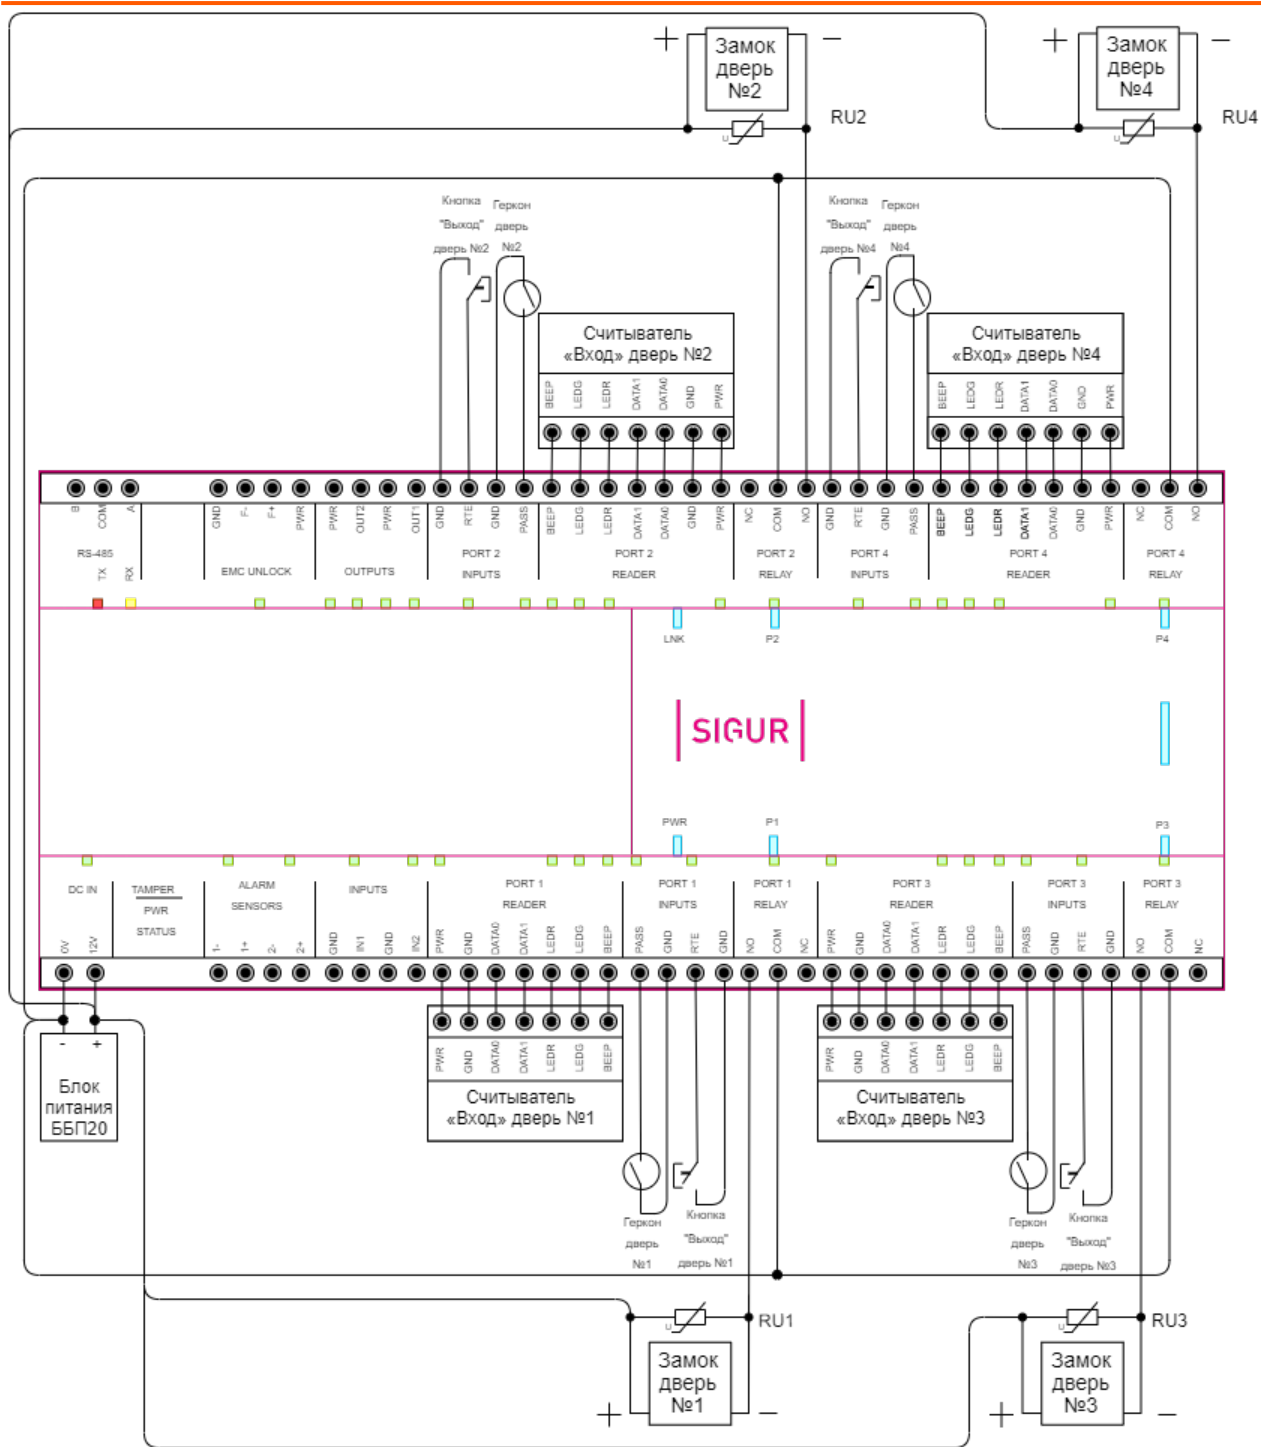 +
Замок
дверь
№2
−
RU2
U
+
Замок
дверь
№4
−
RU4
U
Кнопка
"Выход"
дверь №2
Геркон
дверь
№2
Кнопка
"Выход"
дверь №4
Геркон
дверь
№4
Считыватель
«Вход» дверь №2
BEEP LEDG LEDR DATA1 DATA0 GND PWR
Считыватель
«Вход» дверь №4
BEEP LEDG LEDR DATA1 DATA0 GND PWR
B COM A GND F- F+ PWR PWR OUT2 PWR OUT1 GND RTE GND PASS BEEP LEDG LEDR DATA1 DATA0 GND PWR NC COM NO GND RTE GND PASS BEEP LEDG LEDR DATA1 DATA0 GND PWR NC COM NO
RS-485
TX RX
EMC UNLOCK
OUTPUTS
PORT 2
INPUTS
PORT 2
READER
PORT 2
RELAY
PORT 4
INPUTS
PORT 4
READER
PORT 4
RELAY
LNK
P2
P4
SIGUR
PWR
P1
P3
DC IN
TAMPER
PWR
STATUS
ALARM
SENSORS
INPUTS
PORT 1
READER
PORT 1
INPUTS
PORT 1
RELAY
PORT 3
READER
PORT 3
INPUTS
PORT 3
RELAY
0V 12V 1- 1+ 2- 2+ GND IN1 GND IN2 PWR GND DATA0 DATA1 LEDR LEDG BEEP PASS GND RTE GND NO COM NC PWR GND DATA0 DATA1 LEDR LEDG BEEP PASS GND RTE GND NO COM NC
- +
Блок
питания
ББП20
PWR GND DATA0 DATA1 LEDR LEDG BEEP
Считыватель
«Вход» дверь №1
PWR GND DATA0 DATA1 LEDR LEDG BEEP
Считыватель
«Вход» дверь №3
Геркон
дверь
№1
Кнопка
"Выход"
дверь №1
Геркон
дверь
№3
Кнопка
"Выход"
дверь №3
U
RU1
Замок
дверь
№1
+
−
U
RU3
Замок
дверь
№3
+
−